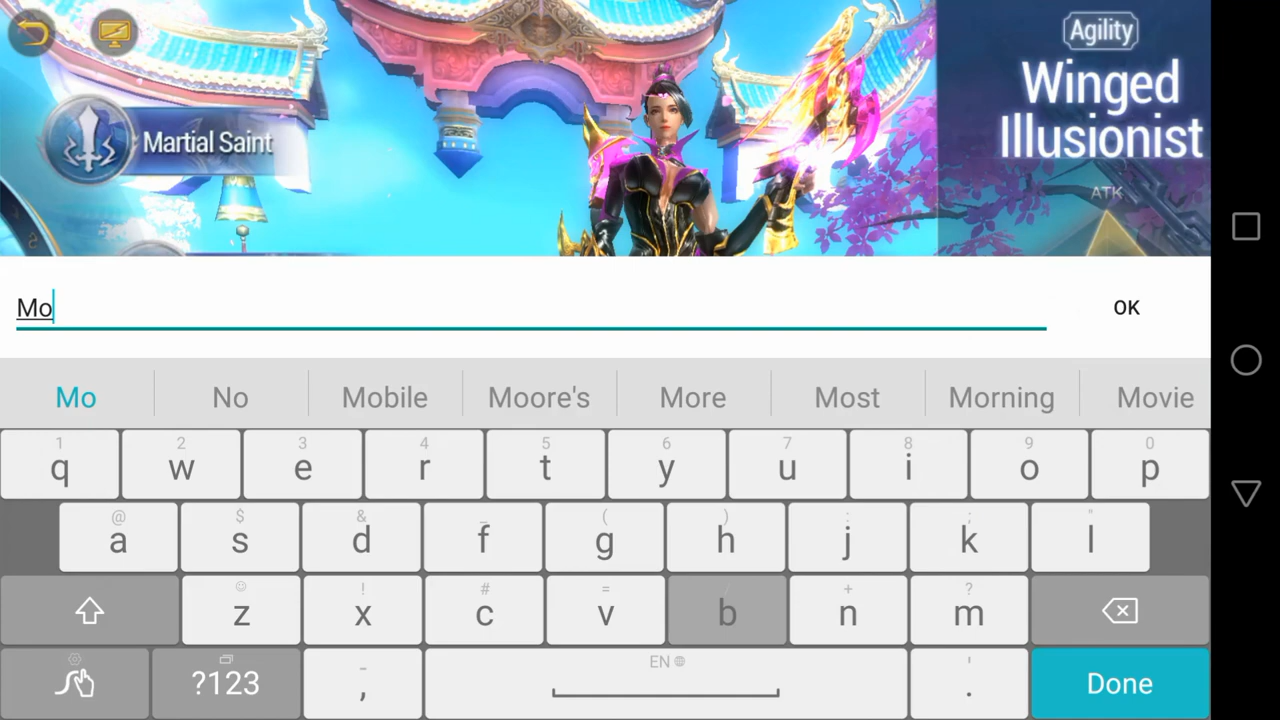 Agility
Winged
Illusionist
Martial Saint
ATK
Mo
OK
Mo No Mobile Moore's More Most Morning Movie
1 2 3 4 5 6 7 8 9 0
q w e r t y u i o p
@ $ & _ ( ) : ; "
a s d f g h j k l
! # = / + ?
z x c v b n m
EN
?123 , . Done